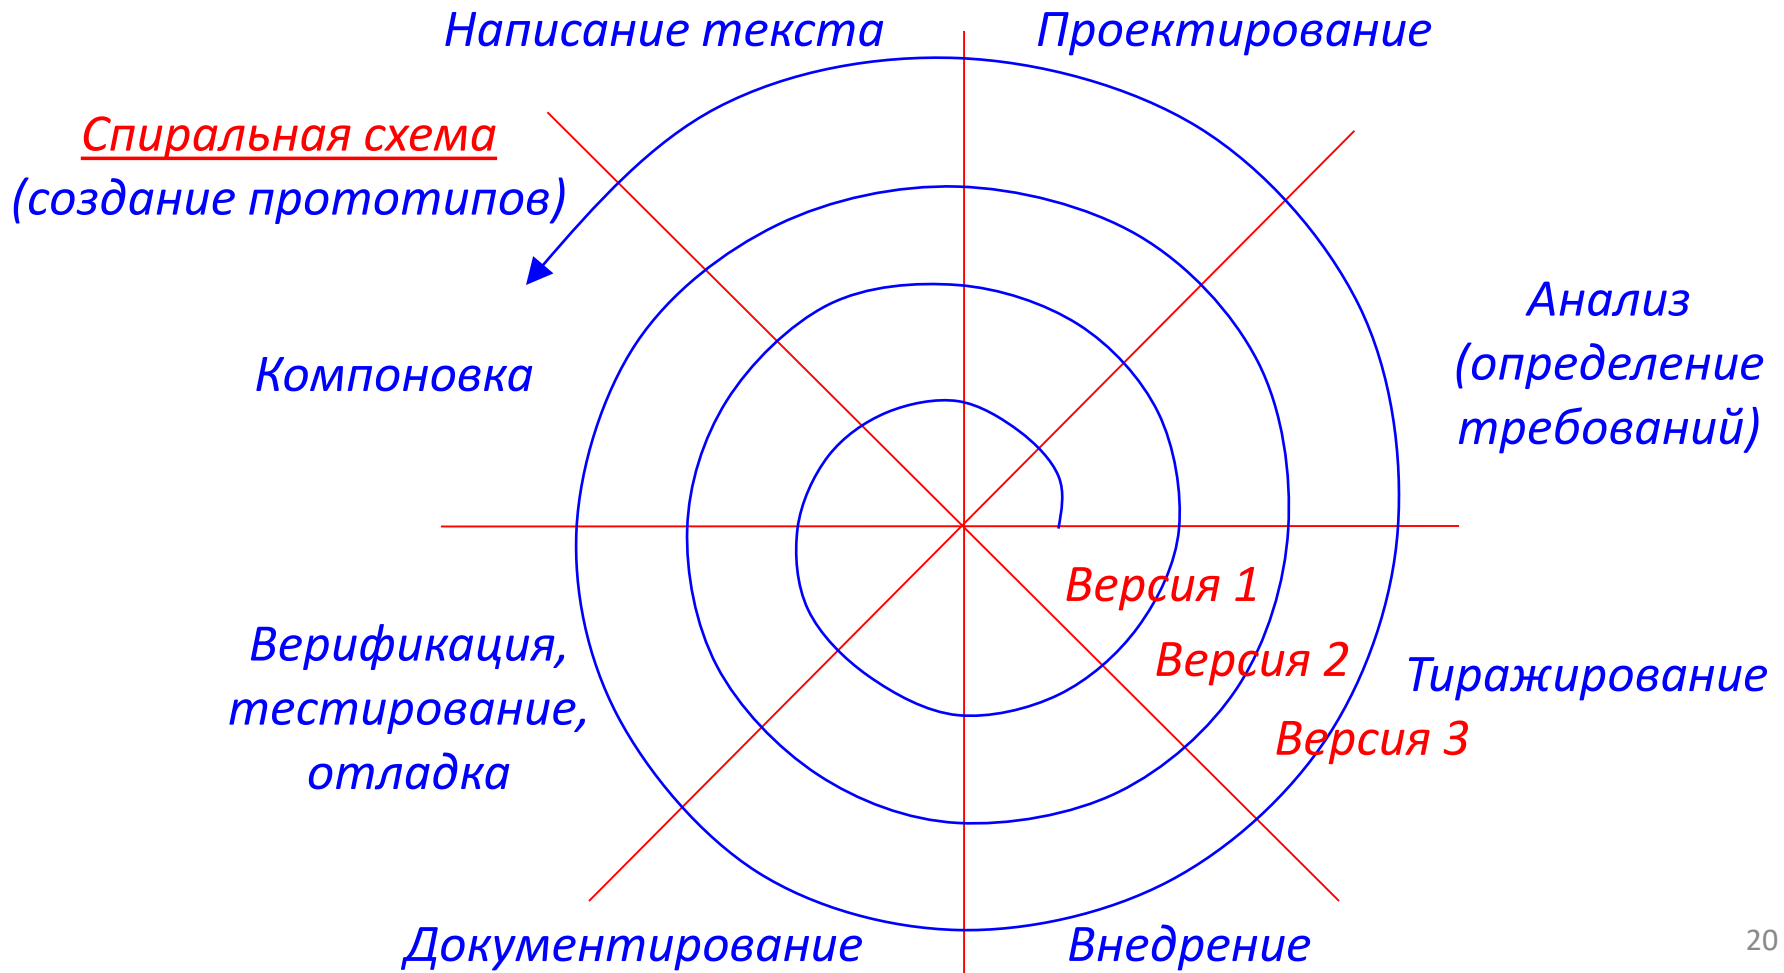 Написание текста
Проектирование
Спиральная схема
(создание прототипов)
Анализ
(определение
требований)
Компоновка
Версия 1
Верификация,
тестирование,
отладка
Версия 2
Тиражирование
Версия 3
Документирование
Внедрение
20